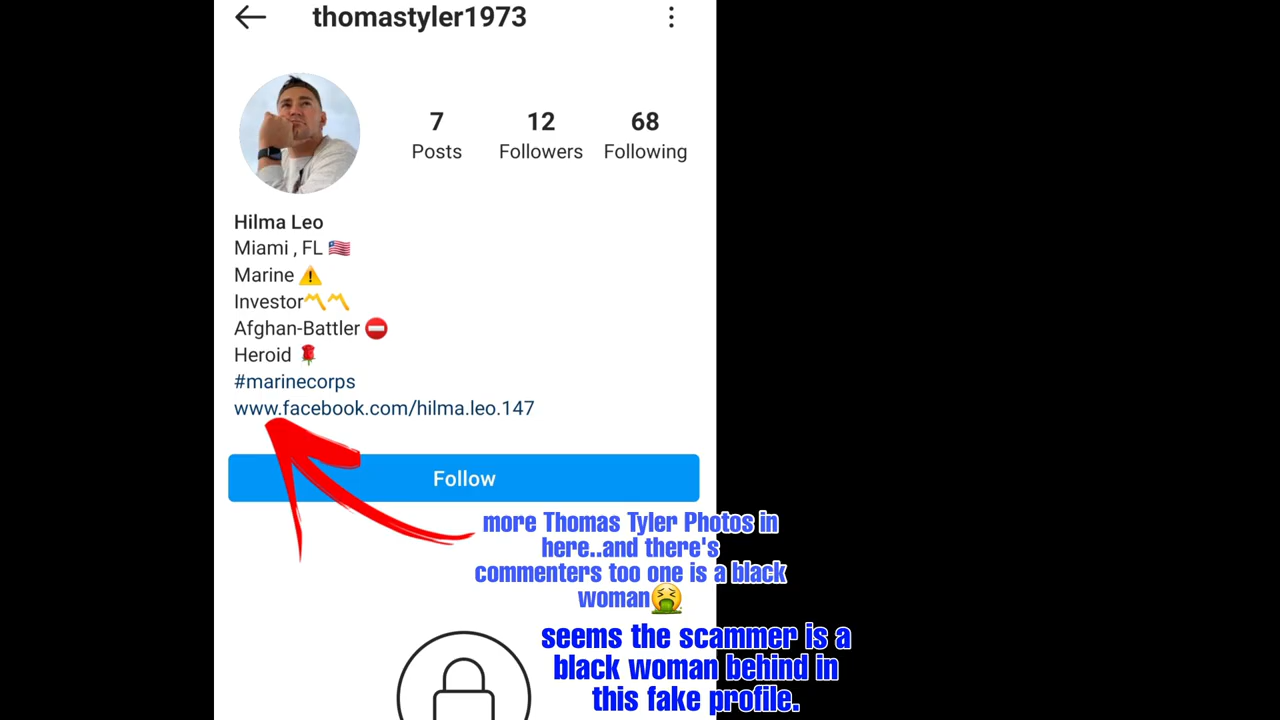 thomastyler1973
7 12 68
Posts Followers Following
Hilma Leo
Miami , FL 🇱🇷
Marine ⚠️
Investor〽️〽️
Afghan-Battler ⛔
Heroid 🌹
#marinecorps
www.facebook.com/hilma.leo.147
Follow
more Thomas Tyler Photos in
here..and there's
commenters too one is a black
woman🤮
seems the scammer is a
black woman behind in
this fake profile.